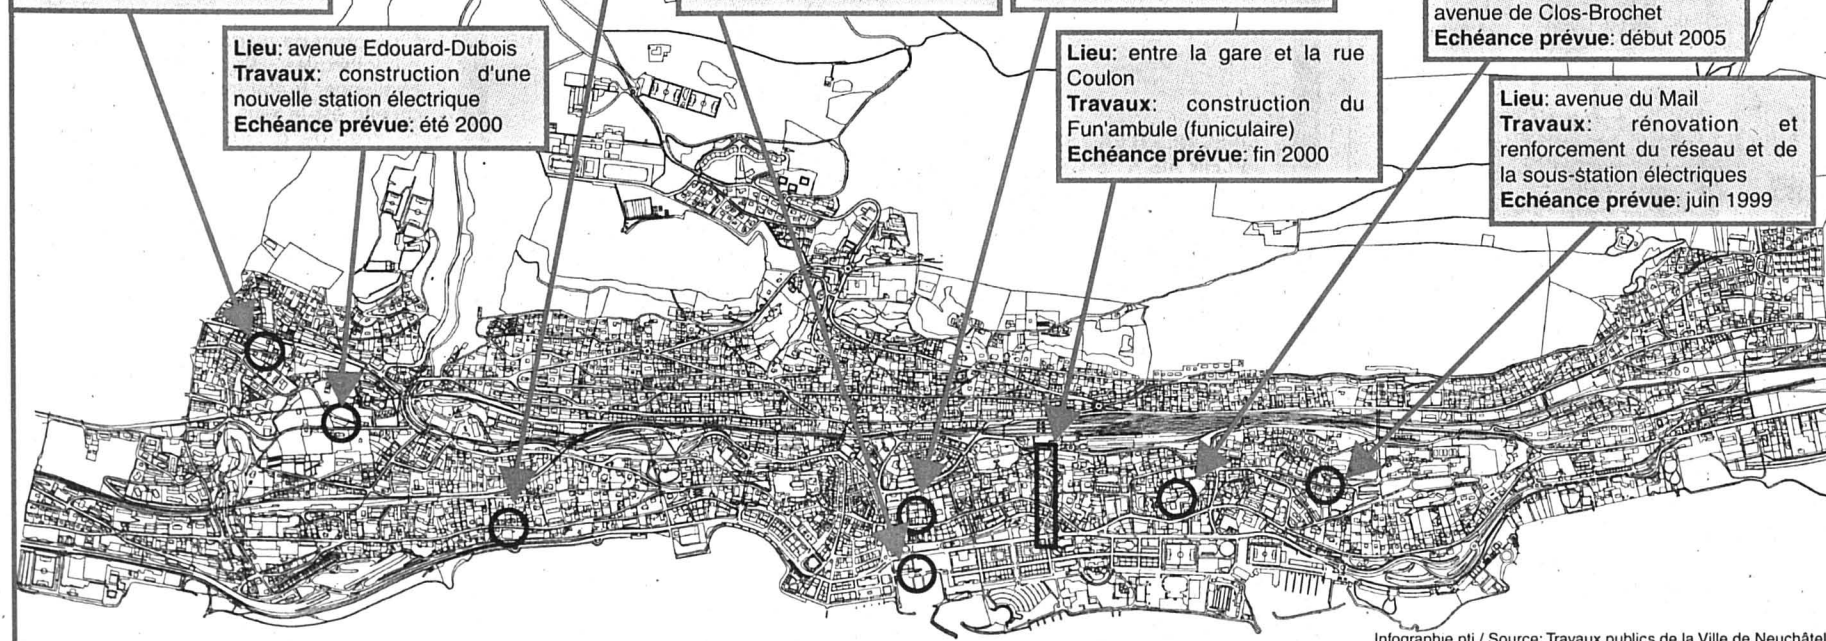 Lieu: avenue Edouard-Dubois
Travaux: construction d'une
nouvelle station électrique
Echéance prévue: été 2000
Lieu: entre la gare et la rue
Coulon
Travaux: construction du
Fun'ambule (funiculaire)
Echéance prévue: fin 2000
avenue de Clos-Brochet
Echéance prévue: début 2005
Lieu: avenue du Mail
Travaux: rénovation et
renforcement du réseau et de
la sous-station électriques
Echéance prévue: juin 1999
Infographie pti / Source: Travaux publics de la Ville de Neuchâtel